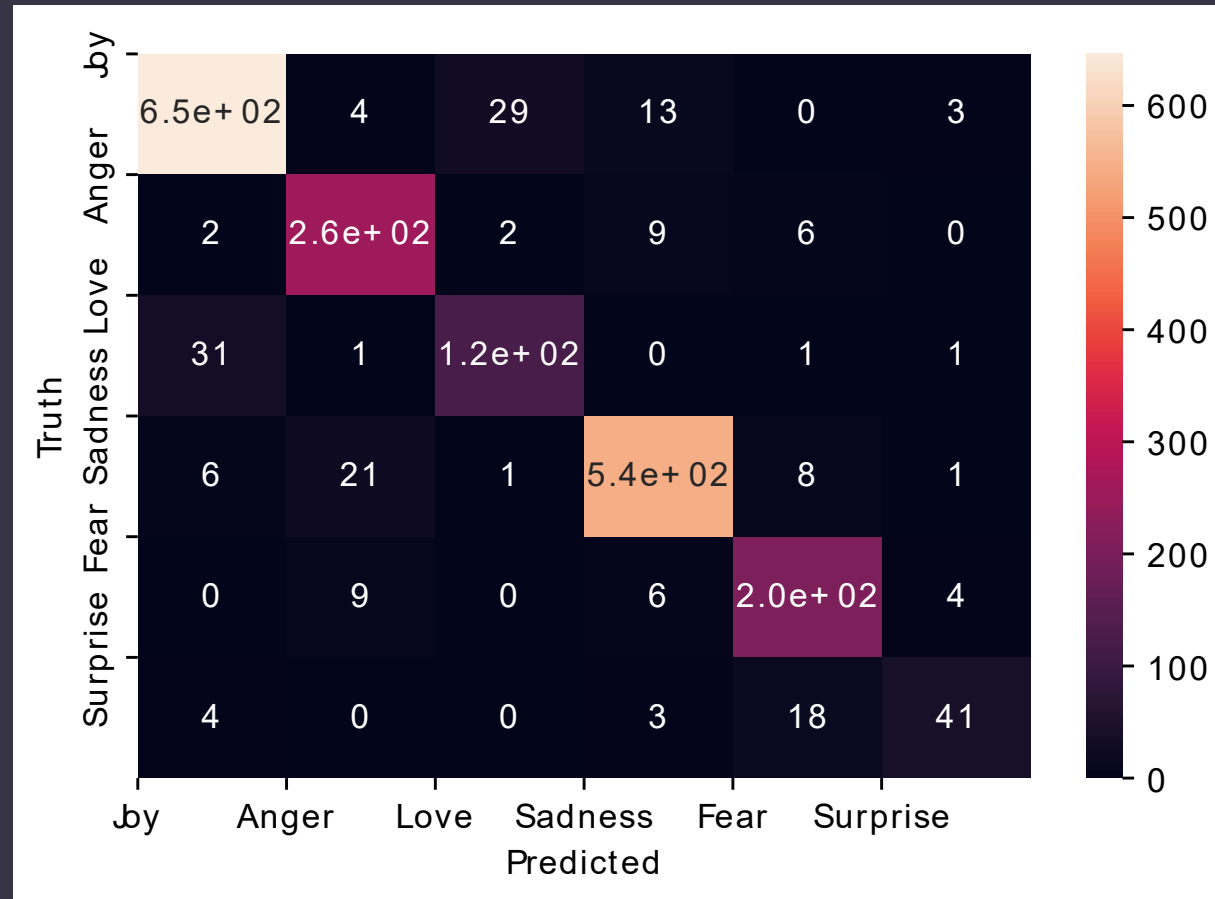 Joy
Anger
Love
Sadness
Fear
Surprise
Truth
6.5e+02 4 29 13 0 3
2 2.6e+02 2 9 6 0
31 1 1.2e+02 0 1 1
6 21 1 5.4e+02 8 1
0 9 0 6 2.0e+02 4
4 0 0 3 18 41
Joy Anger Love Sadness Fear Surprise
Predicted
600
500
400
300
200
100
0